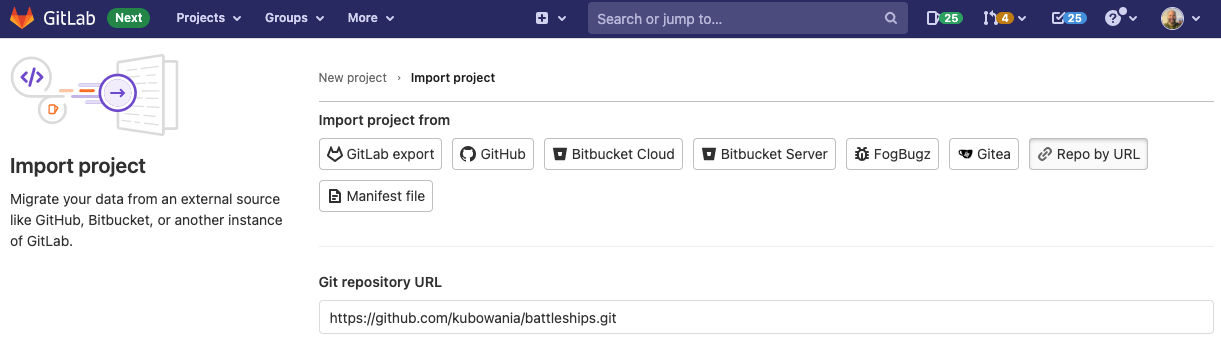 GitLab Next Projects Groups More Search or jump to... 25 4 25
New project › Import project
Import project from
GitLab export GitHub Bitbucket Cloud Bitbucket Server FogBugz Gitea Repo by URL
Manifest file
Import project
Migrate your data from an external source
like GitHub, Bitbucket, or another instance
of GitLab.
Git repository URL
https://github.com/kubowania/battleships.git